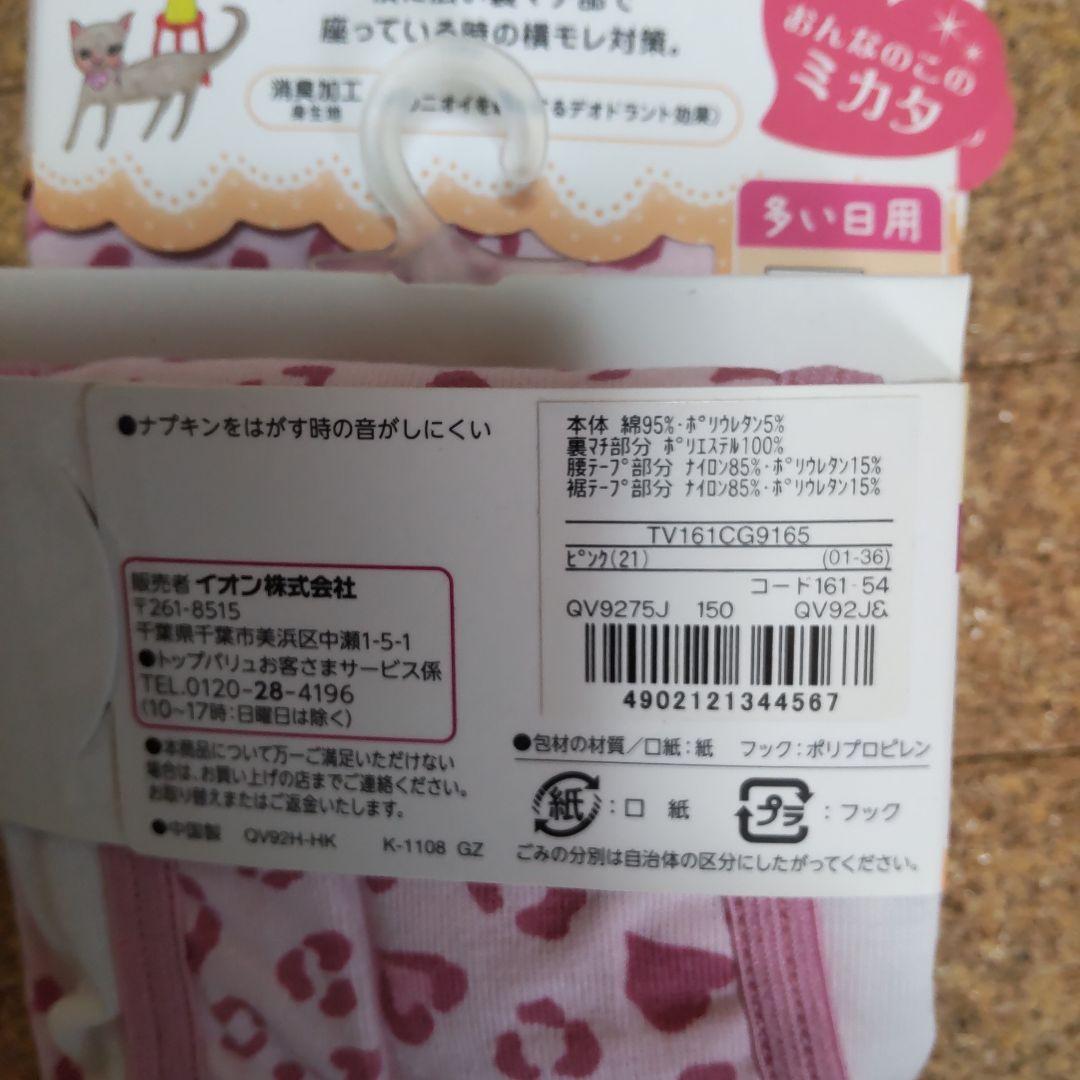 座っている時の横モレ対策。
消臭加工
身生地
デオドラント効果)
おんなのこの
ミカタ
多い日用
●ナプキンをはがす時の音がしにくい
本体 綿95%・ポリウレタン5%
裏マチ部分 ポリエステル100%
腰テープ部分 ナイロン85%・ポリウレタン15%
裾テープ部分 ナイロン85%・ポリウレタン15%
TV161CG9165
ピンク(21) (01-36)
コード161-54
QV9275J 150 QV92J&
4902121344567
販売者 イオン株式会社
〒261-8515
千葉県千葉市美浜区中瀬1-5-1
●トップバリュお客さまサービス係
TEL.0120-28-4196
(10~17時:日曜日は除く)
●本商品について万一ご満足いただけない
場合は、お買い上げの店までご連絡ください。
お取り替えまたはご返金いたします。
●中国製 QV92H-HK K-1108 GZ
●包材の材質/口紙:紙 フック:ポリプロピレン
紙:口 紙 プラ:フック
ごみの分別は自治体の区分にしたがってください。